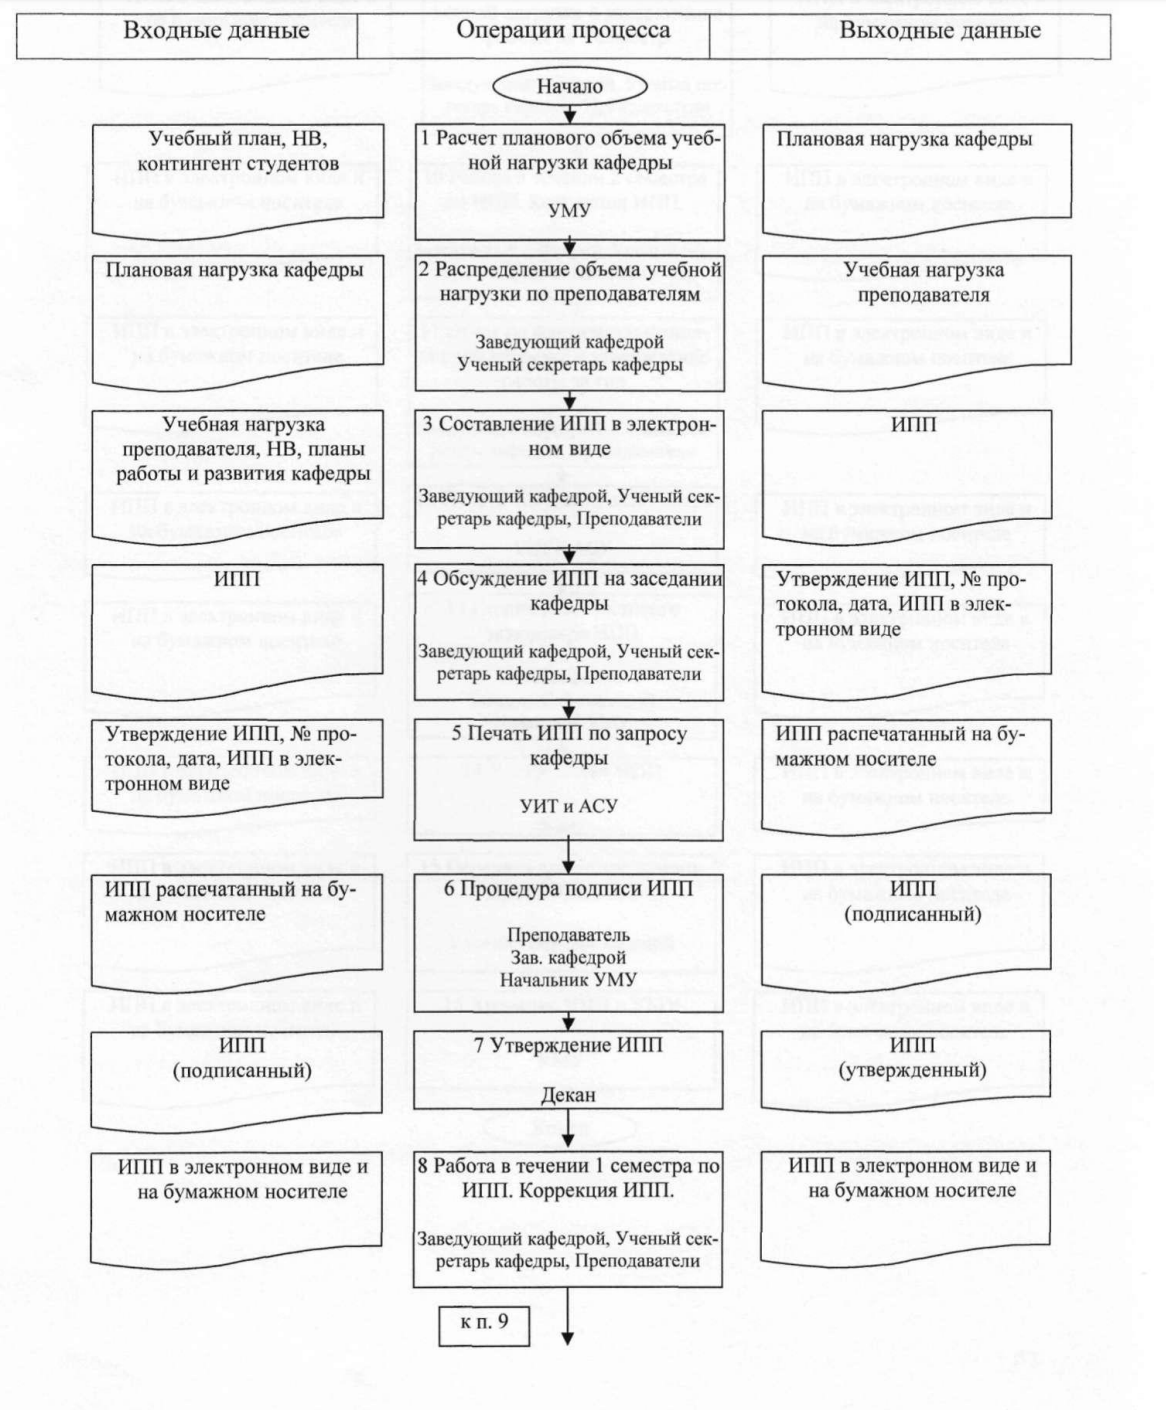 Входные данные
Операции процесса
Выходные данные
Начало
Учебный план, НВ,
контингент студентов
1 Расчет планового объема учеб-
ной нагрузки кафедры
УМУ
Плановая нагрузка кафедры
Плановая нагрузка кафедры
2 Распределение объема учебной
нагрузки по преподавателям
Заведующий кафедрой
Ученый секретарь кафедры
Учебная нагрузка
преподавателя
Учебная нагрузка
преподавателя, НВ, планы
работы и развития кафедры
3 Составление ИПП в электрон-
ном виде
Заведующий кафедрой, Ученый сек-
ретарь кафедры, Преподаватели
ИПП
ИПП
4 Обсуждение ИПП на заседании
кафедры
Заведующий кафедрой, Ученый сек-
ретарь кафедры, Преподаватели
Утверждение ИПП, № про-
токола, дата, ИПП в элек-
тронном виде
Утверждение ИПП, № про-
токола, дата, ИПП в элек-
тронном виде
5 Печать ИПП по запросу
кафедры
УИТ и АСУ
ИПП распечатанный на бу-
мажном носителе
ИПП распечатанный на бу-
мажном носителе
6 Процедура подписи ИПП
Преподаватель
Зав. кафедрой
Начальник УМУ
ИПП
(подписанный)
ИПП
(подписанный)
7 Утверждение ИПП
Декан
ИПП
(утвержденный)
ИПП в электронном виде и
на бумажном носителе
8 Работа в течении 1 семестра по
ИПП. Коррекция ИПП.
Заведующий кафедрой, Ученый сек-
ретарь кафедры, Преподаватели
ИПП в электронном виде и
на бумажном носителе
к п. 9